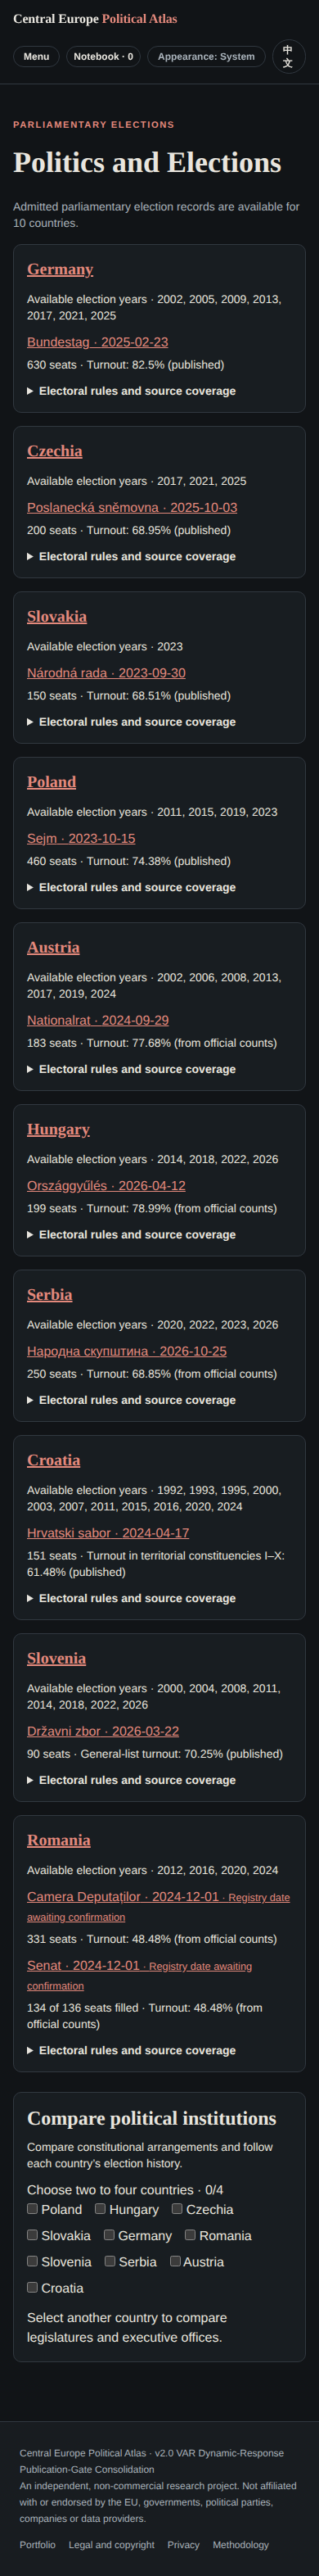 Central Europe Political Atlas
Menu
Notebook · 0
Appearance: System
中
文
PARLIAMENTARY ELECTIONS
Politics and Elections
Admitted parliamentary election records are available for
10 countries.
Germany
Available election years · 2002, 2005, 2009, 2013,
2017, 2021, 2025
Bundestag · 2025-02-23
630 seats · Turnout: 82.5% (published)
▶ Electoral rules and source coverage
Czechia
Available election years · 2017, 2021, 2025
Poslanecká sněmovna · 2025-10-03
200 seats · Turnout: 68.95% (published)
▶ Electoral rules and source coverage
Slovakia
Available election years · 2023
Národná rada · 2023-09-30
150 seats · Turnout: 68.51% (published)
▶ Electoral rules and source coverage
Poland
Available election years · 2011, 2015, 2019, 2023
Sejm · 2023-10-15
460 seats · Turnout: 74.38% (published)
▶ Electoral rules and source coverage
Austria
Available election years · 2002, 2006, 2008, 2013,
2017, 2019, 2024
Nationalrat · 2024-09-29
183 seats · Turnout: 77.68% (from official counts)
▶ Electoral rules and source coverage
Hungary
Available election years · 2014, 2018, 2022, 2026
Országgyűlés · 2026-04-12
199 seats · Turnout: 78.99% (from official counts)
▶ Electoral rules and source coverage
Serbia
Available election years · 2020, 2022, 2023, 2026
Народна скупштина · 2026-10-25
250 seats · Turnout: 68.85% (from official counts)
▶ Electoral rules and source coverage
Croatia
Available election years · 1992, 1993, 1995, 2000,
2003, 2007, 2011, 2015, 2016, 2020, 2024
Hrvatski sabor · 2024-04-17
151 seats · Turnout in territorial constituencies I–X:
61.48% (published)
▶ Electoral rules and source coverage
Slovenia
Available election years · 2000, 2004, 2008, 2011,
2014, 2018, 2022, 2026
Državni zbor · 2026-03-22
90 seats · General-list turnout: 70.25% (published)
▶ Electoral rules and source coverage
Romania
Available election years · 2012, 2016, 2020, 2024
Camera Deputaților · 2024-12-01 · Registry date
awaiting confirmation
331 seats · Turnout: 48.48% (from official counts)
Senat · 2024-12-01 · Registry date awaiting
confirmation
134 of 136 seats filled · Turnout: 48.48% (from
official counts)
▶ Electoral rules and source coverage
Compare political institutions
Compare constitutional arrangements and follow
each country's election history.
Choose two to four countries · 0/4
Poland Hungary Czechia
Slovakia Germany Romania
Slovenia Serbia Austria
Croatia
Select another country to compare
legislatures and executive offices.
Central Europe Political Atlas · v2.0 VAR Dynamic-Response
Publication-Gate Consolidation
An independent, non-commercial research project. Not affiliated
with or endorsed by the EU, governments, political parties,
companies or data providers.
Portfolio Legal and copyright Privacy Methodology